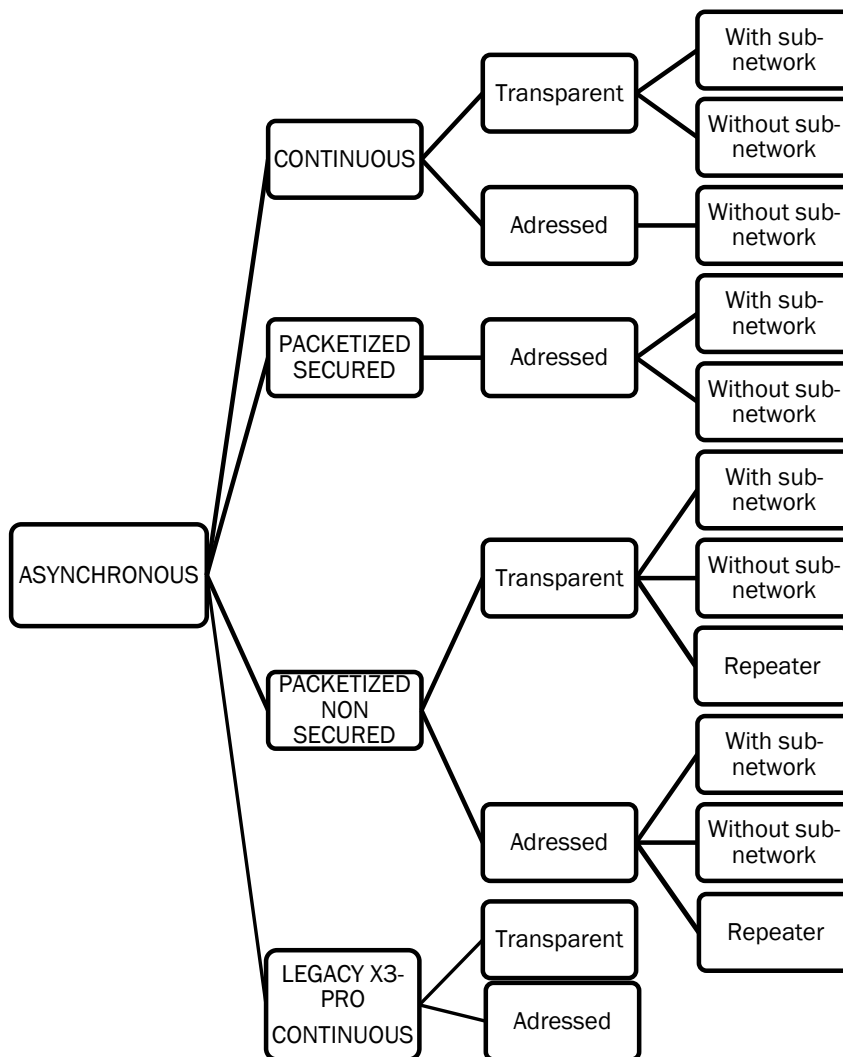 With sub-
network
Transparent
Without sub-
network
CONTINUOUS
Adressed
Without sub-
network
With sub-
network
PACKETIZED
SECURED
Adressed
Without sub-
network
With sub-
network
ASYNCHRONOUS
Transparent
Without sub-
network
Repeater
PACKETIZED
NON
SECURED
With sub-
network
Adressed
Without sub-
network
Repeater
Transparent
LEGACY X3-
PRO
CONTINUOUS
Adressed